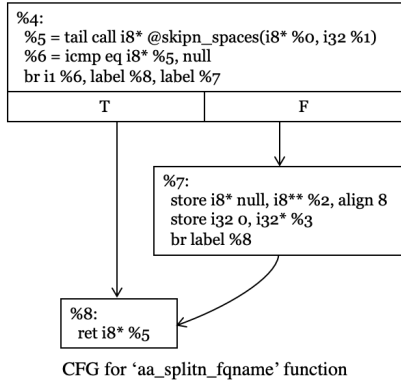 %4:
%5 = tail call i8* @skipn_spaces(i8* %0, i32 %1)
%6 = icmp eq i8* %5, null
br i1 %6, label %8, label %7
T
F
%7:
store i8* null, i8** %2, align 8
store i32 0, i32* %3
br label %8
%8:
ret i8* %5
CFG for ‘aa_splitn_fqname’ function